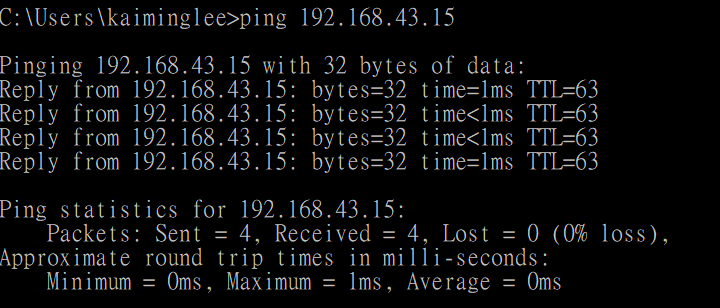 C:\Users\kaiminglee>ping 192.168.43.15
Pinging 192.168.43.15 with 32 bytes of data:
Reply from 192.168.43.15: bytes=32 time=1ms TTL=63
Reply from 192.168.43.15: bytes=32 time<1ms TTL=63
Reply from 192.168.43.15: bytes=32 time<1ms TTL=63
Reply from 192.168.43.15: bytes=32 time=1ms TTL=63
Ping statistics for 192.168.43.15:
    Packets: Sent = 4, Received = 4, Lost = 0 (0% loss),
Approximate round trip times in milli-seconds:
    Minimum = 0ms, Maximum = 1ms, Average = 0ms